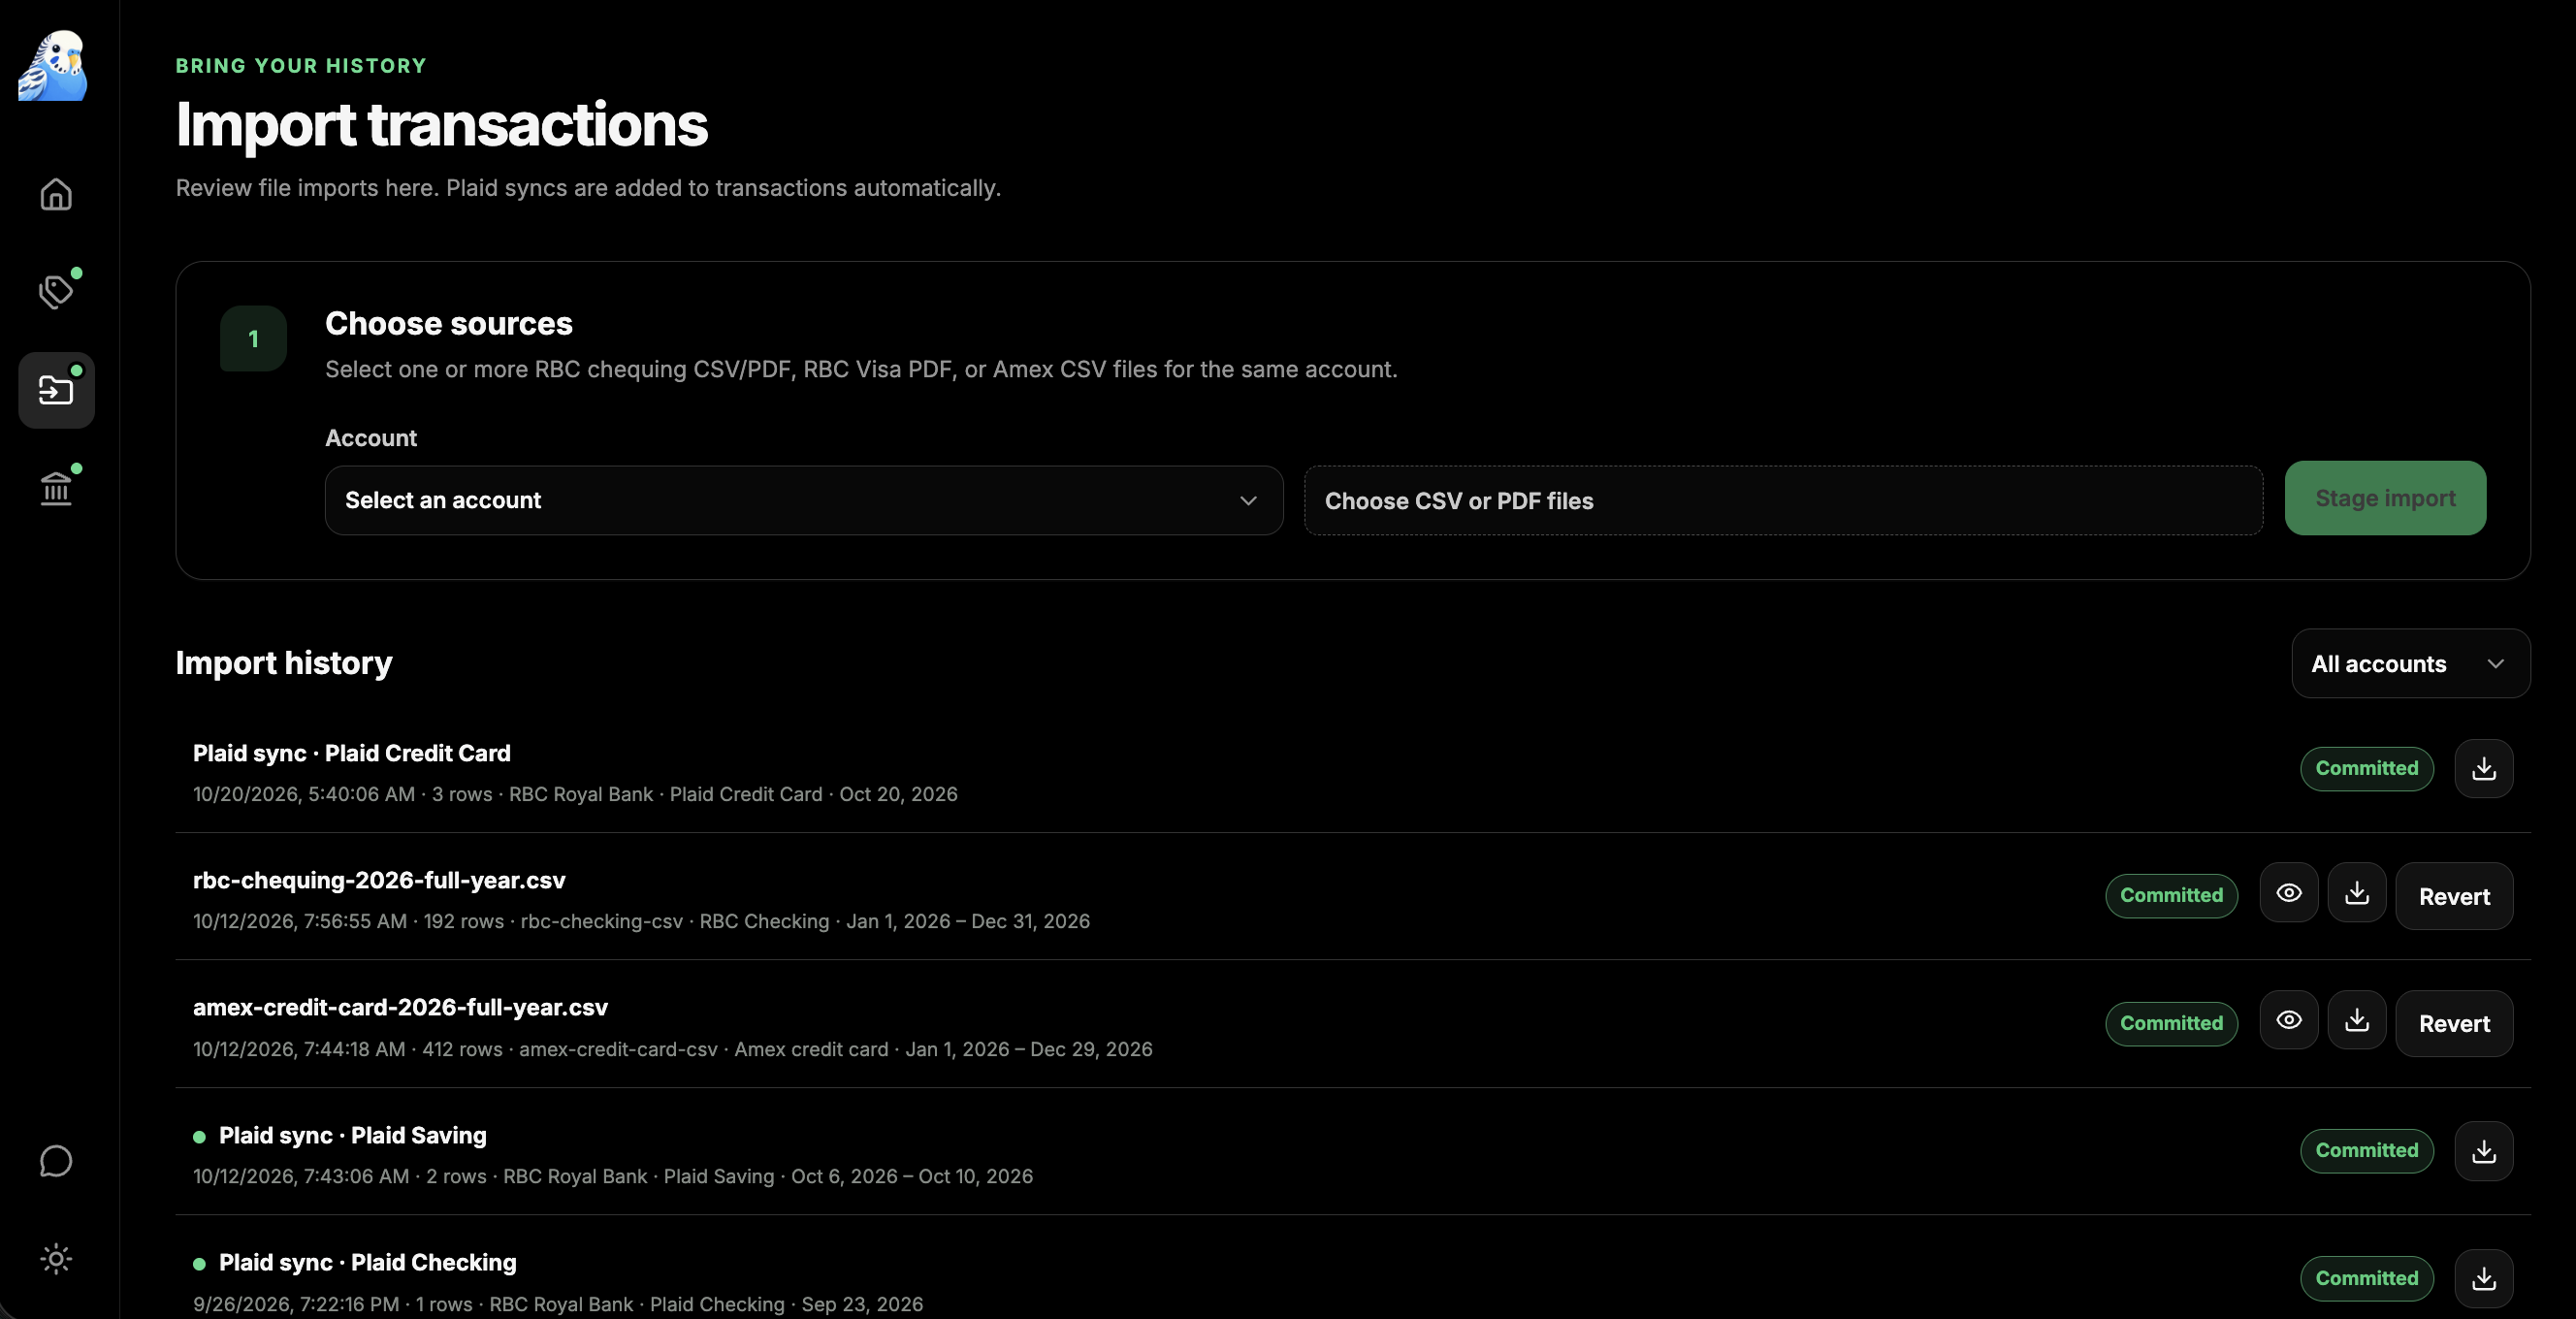 BRING YOUR HISTORY
Import transactions
Review file imports here. Plaid syncs are added to transactions automatically.
1
Choose sources
Select one or more RBC chequing CSV/PDF, RBC Visa PDF, or Amex CSV files for the same account.
Account
Select an account
Choose CSV or PDF files
Stage import
Import history
All accounts
Plaid sync · Plaid Credit Card
10/20/2026, 5:40:06 AM · 3 rows · RBC Royal Bank · Plaid Credit Card · Oct 20, 2026
Committed
rbc-chequing-2026-full-year.csv
10/12/2026, 7:56:55 AM · 192 rows · rbc-checking-csv · RBC Checking · Jan 1, 2026 – Dec 31, 2026
Committed
Revert
amex-credit-card-2026-full-year.csv
10/12/2026, 7:44:18 AM · 412 rows · amex-credit-card-csv · Amex credit card · Jan 1, 2026 – Dec 29, 2026
Committed
Revert
Plaid sync · Plaid Saving
10/12/2026, 7:43:06 AM · 2 rows · RBC Royal Bank · Plaid Saving · Oct 6, 2026 – Oct 10, 2026
Committed
Plaid sync · Plaid Checking
9/26/2026, 7:22:16 PM · 1 rows · RBC Royal Bank · Plaid Checking · Sep 23, 2026
Committed